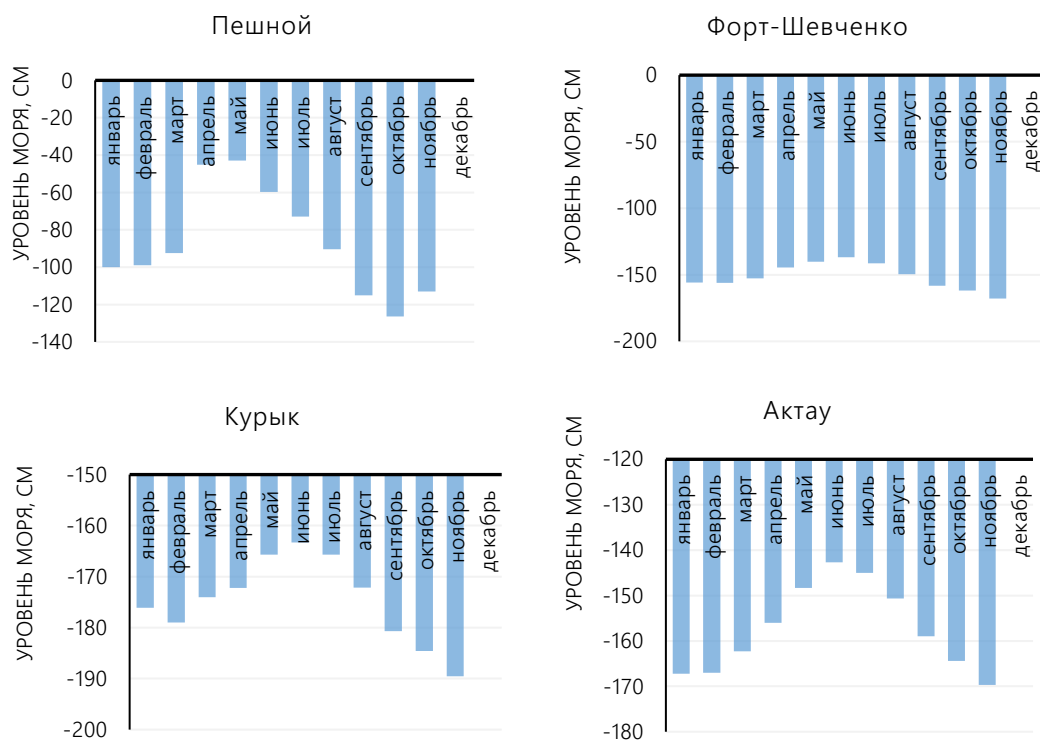 Пешной
УРОВЕНЬ МОРЯ, СМ
0
-20
-40
-60
-80
-100
-120
-140
январь
февраль
март
апрель
май
июнь
июль
август
сентябрь
октябрь
ноябрь
декабрь
Форт-Шевченко
УРОВЕНЬ МОРЯ, СМ
0
-50
-100
-150
-200
январь
февраль
март
апрель
май
июнь
июль
август
сентябрь
октябрь
ноябрь
декабрь
Курык
УРОВЕНЬ МОРЯ, СМ
-150
-160
-170
-180
-190
-200
январь
февраль
март
апрель
май
июнь
июль
август
сентябрь
октябрь
ноябрь
декабрь
Актау
УРОВЕНЬ МОРЯ, СМ
-120
-130
-140
-150
-160
-170
-180
январь
февраль
март
апрель
май
июнь
июль
август
сентябрь
октябрь
ноябрь
декабрь